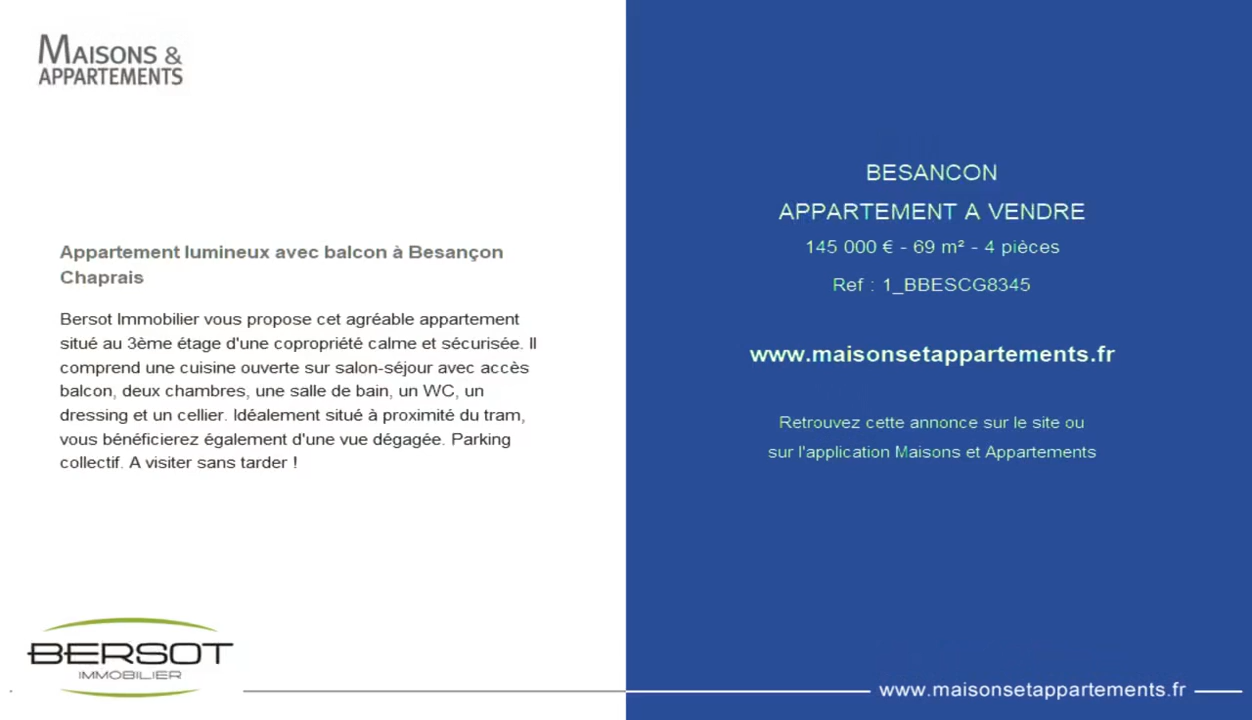 MAISONS &
APPARTEMENTS
Appartement lumineux avec balcon à Besançon
Chaprais
Bersot Immobilier vous propose cet agréable appartement
situé au 3ème étage d'une copropriété calme et sécurisée. Il
comprend une cuisine ouverte sur salon-séjour avec accès
balcon, deux chambres, une salle de bain, un WC, un
dressing et un cellier. Idéalement situé à proximité du tram,
vous bénéficierez également d'une vue dégagée. Parking
collectif. A visiter sans tarder !
BERSOT
IMMOBILIER
BESANCON
APPARTEMENT A VENDRE
145 000 € - 69 m² - 4 pièces
Ref : 1_BBESCG8345
www.maisonsetappartements.fr
Retrouvez cette annonce sur le site ou
sur l'application Maisons et Appartements
www.maisonsetappartements.fr